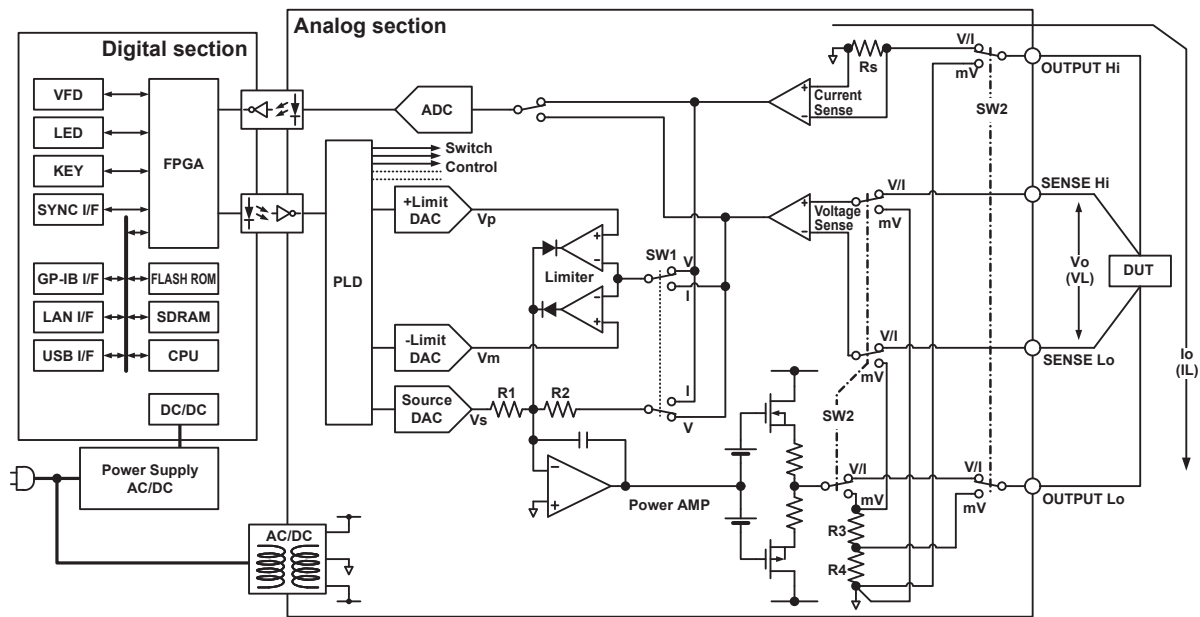 Digital section
Analog section
VFD
LED
KEY
SYNC I/F
FPGA
GP-IB I/F
FLASH ROM
LAN I/F
SDRAM
USB I/F
CPU
DC/DC
Power Supply
AC/DC
AC/DC
ADC
PLD
Switch
Control
+Limit
DAC
Vp
Limiter
-Limit
DAC
Vm
Source
DAC
Vs
R1
R2
SW1
V
I
I
V
+
-
+
-
-
+
-
+
+
-
Current
Sense
Voltage
Sense
Rs
V/I
mV
SW2
OUTPUT Hi
V/I
mV
SENSE Hi
Vo
(VL)
DUT
V/I
mV
SENSE Lo
Io
(IL)
SW2
Power AMP
V/I
mV
V/I
mV
OUTPUT Lo
R3
R4